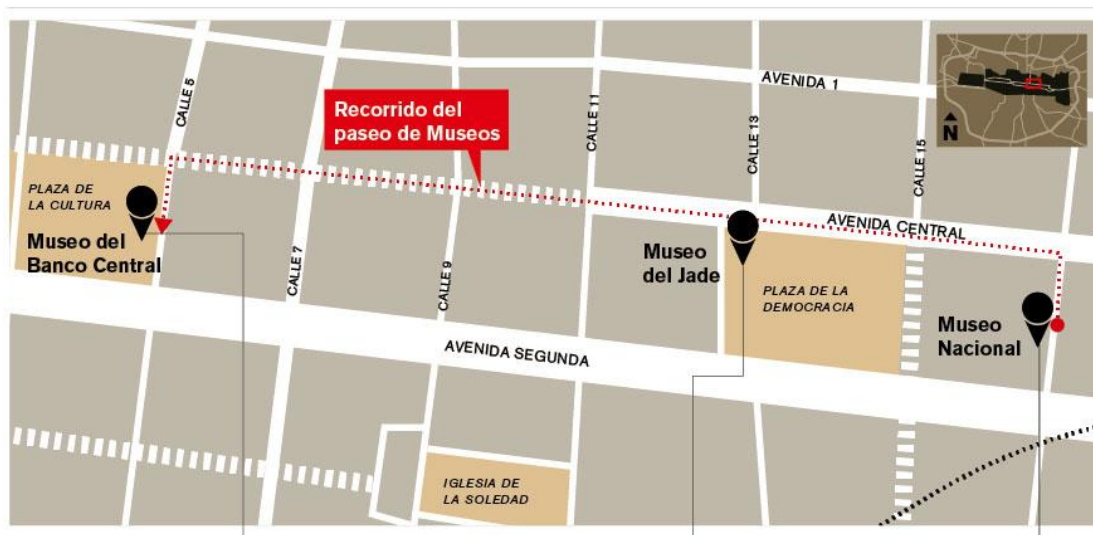 AVENIDA 1
CALLE 5
Recorrido del
paseo de Museos
CALLE 11
CALLE 13
CALLE 15
N
PLAZA DE
LA CULTURA
Museo del
Banco Central
CALLE 7
CALLE 9
Museo
del Jade
AVENIDA CENTRAL
PLAZA DE LA
DEMOCRACIA
Museo
Nacional
AVENIDA SEGUNDA
IGLESIA DE
LA SOLEDAD